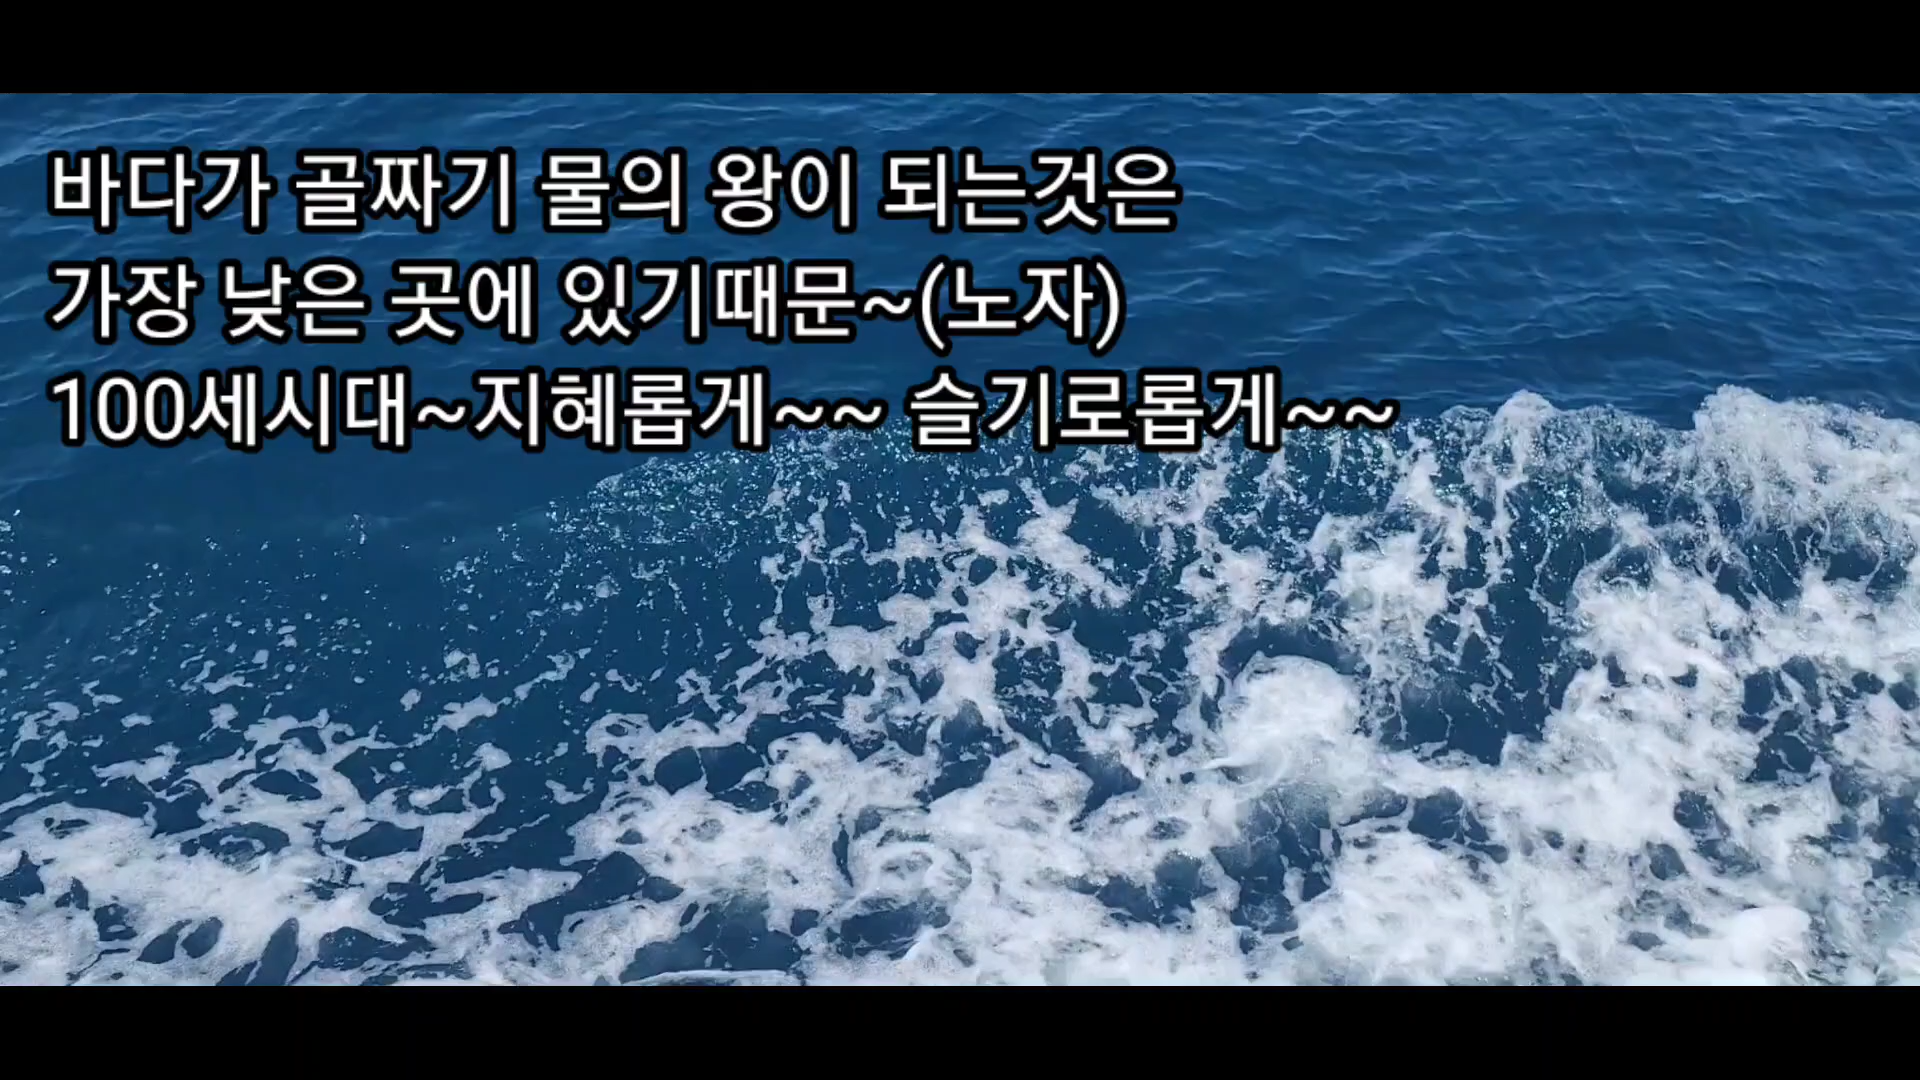 바다가 골짜기 물의 왕이 되는것은
가장 낮은 곳에 있기때문~(노자)
100세시대~지혜롭게~~ 슬기로롭게~~